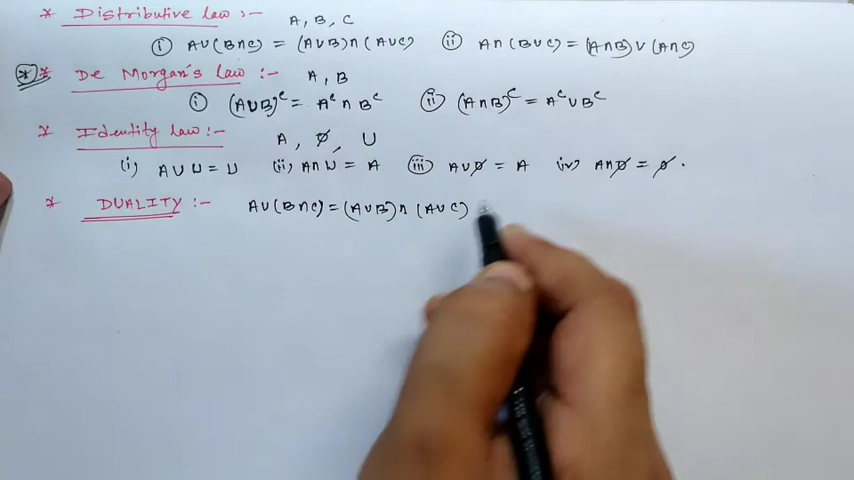 * Distributive law :- A, B, C
(i) A∪(B∩C) = (A∪B)∩(A∪C) (ii) A∩(B∪C) = (A∩B)∪(A∩C)
* * De Morgan's Law :- A, B
(i) (A∪B)ᶜ = Aᶜ∩Bᶜ (ii) (A∩B)ᶜ = Aᶜ∪Bᶜ
* Identity law :- A, ∅, U
(i) A∪U = U (ii) A∩U = A (iii) A∪∅ = A (iv) A∩∅ = ∅.
* DUALITY :- A∪(B∩C) = (A∪B)∩(A∪C)